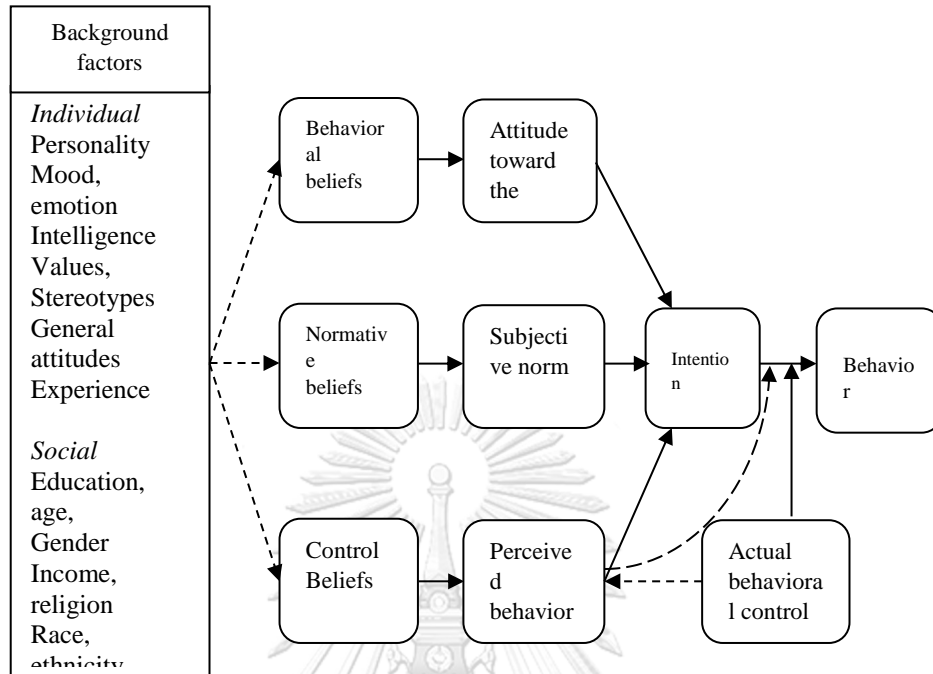 Background
factors
Individual
Personality
Mood,
emotion
Intelligence
Values,
Stereotypes
General
attitudes
Experience
Social
Education,
age,
Gender
Income,
religion
Race,
ethnicity
Behavior
al
beliefs
Attitude
toward
the
Normativ
e
beliefs
Subjecti
ve norm
Intention
n
Behavio
r
Control
Beliefs
Perceive
d
behavior
Actual
behaviora
l control